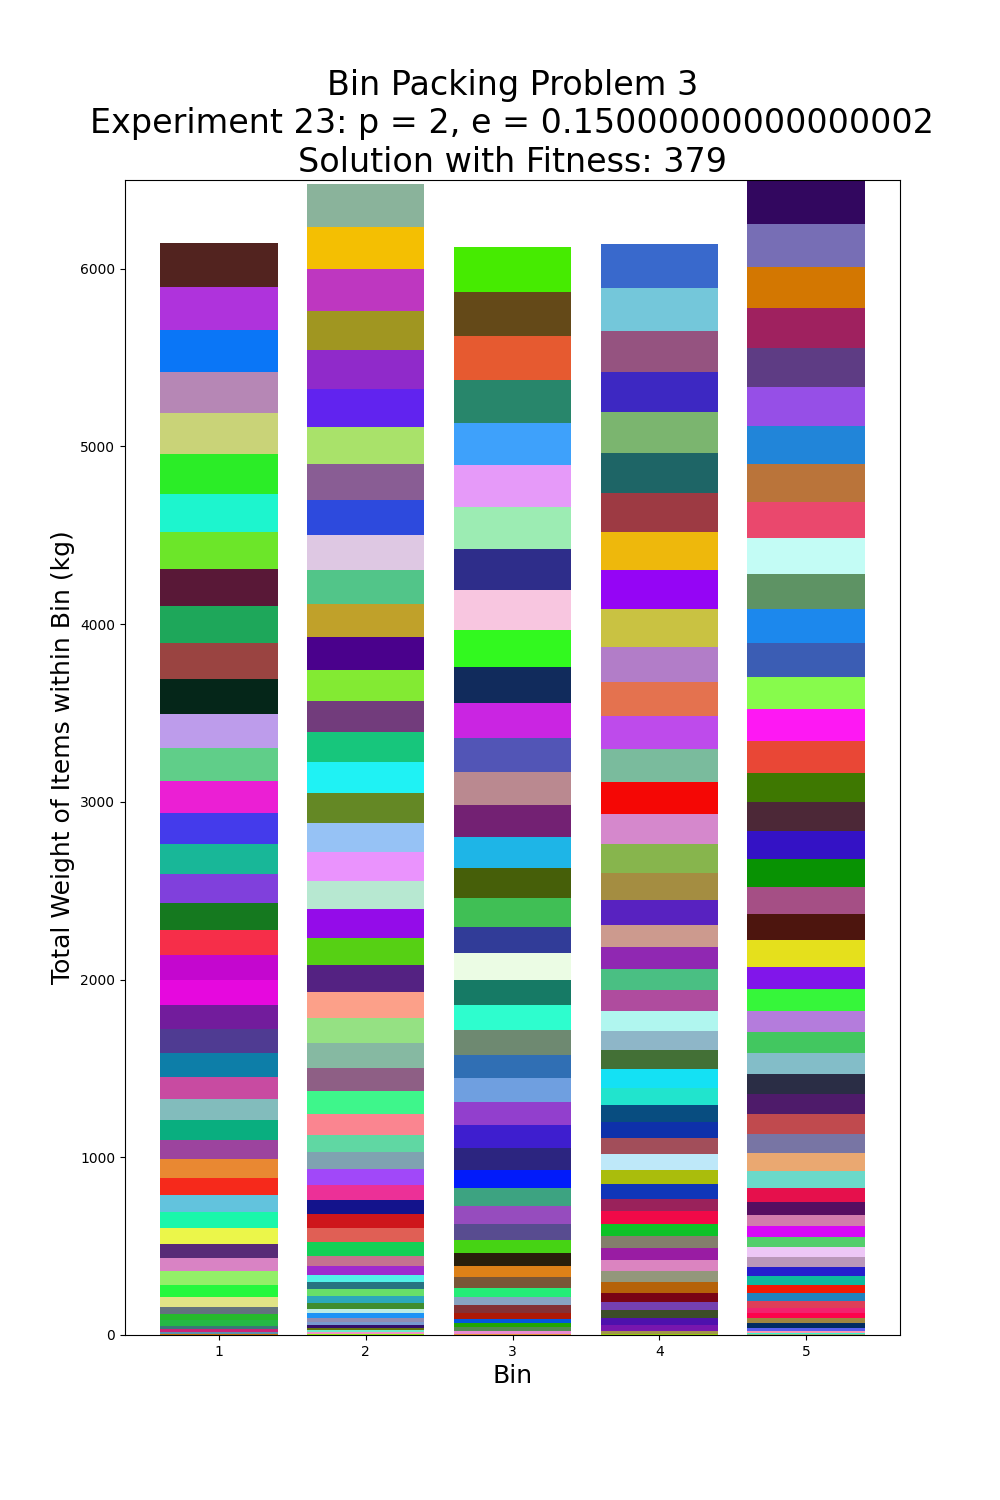 Bin Packing Problem 3
Experiment 23: p = 2, e = 0.15000000000000002
Solution with Fitness: 379
Total Weight of Items within Bin (kg)
6000
5000
4000
3000
2000
1000
0
1 2 3 4 5
Bin